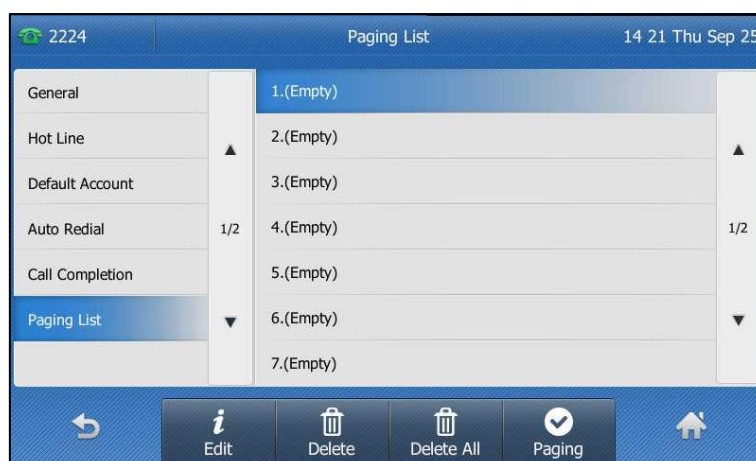 2224 Paging List 14 21 Thu Sep 25
General
Hot Line
Default Account
Auto Redial
Call Completion
Paging List
1/2
1.(Empty)
2.(Empty)
3.(Empty)
4.(Empty)
5.(Empty)
6.(Empty)
7.(Empty)
1/2
Edit Delete Delete All Paging